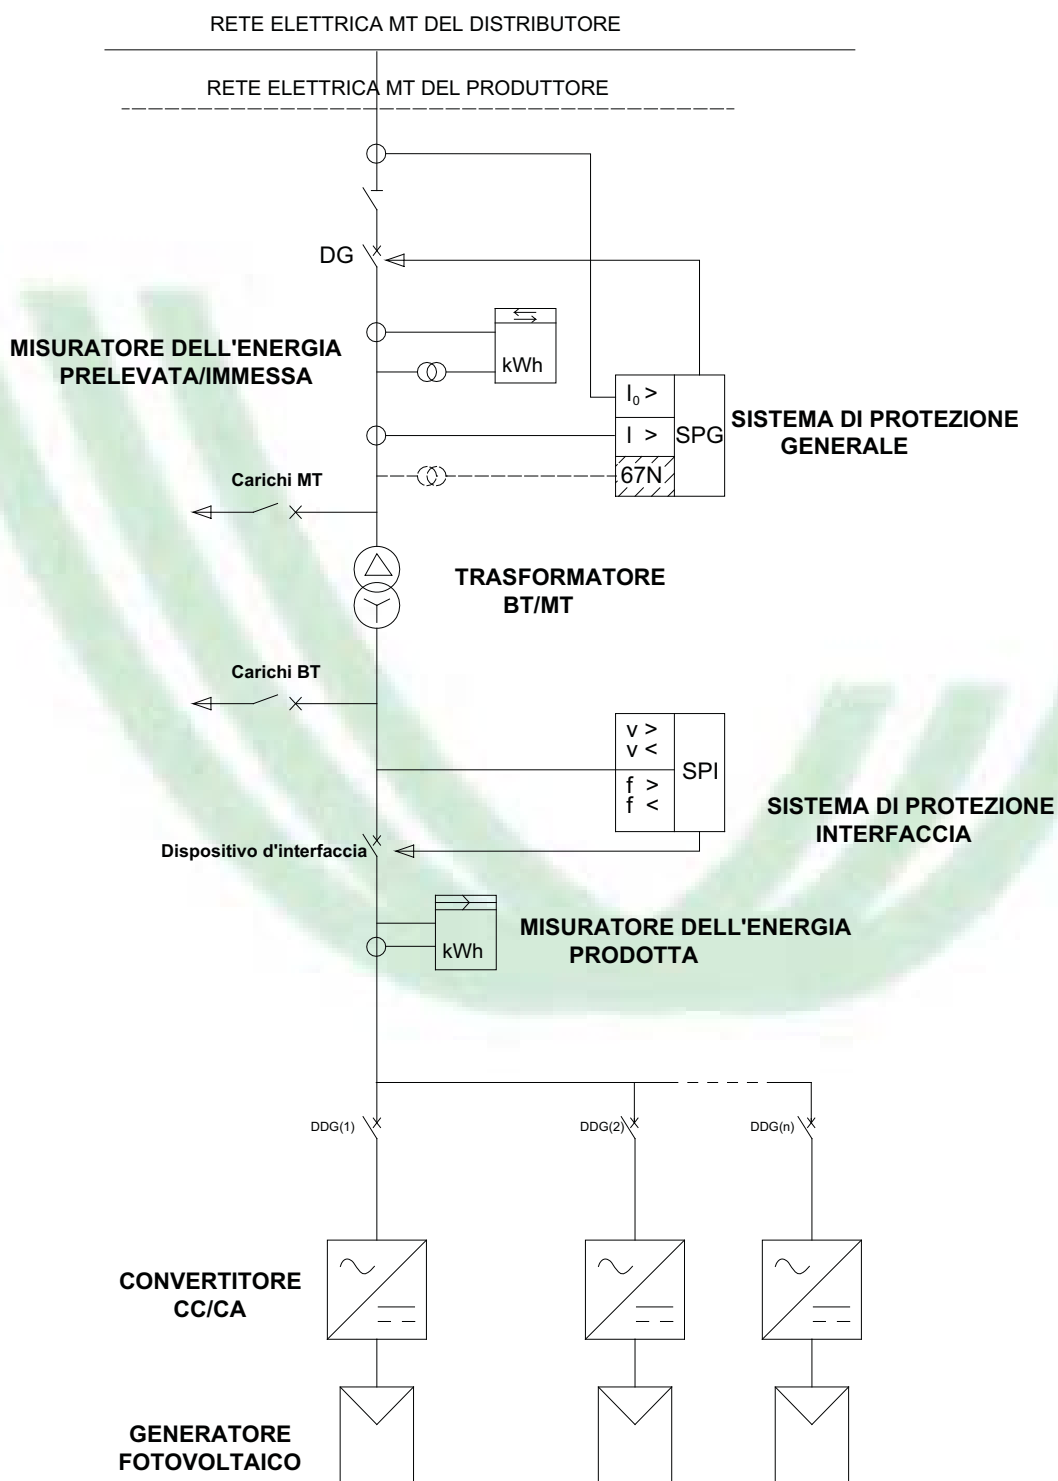 RETE ELETTRICA MT DEL DISTRIBUTORE
RETE ELETTRICA MT DEL PRODUTTORE
DG
MISURATORE DELL'ENERGIA
PRELEVATA/IMMESSA
kWh
I₀ >
I >
67N
SPG
SISTEMA DI PROTEZIONE
GENERALE
Carichi MT
TRASFORMATORE
BT/MT
Carichi BT
v >
v <
f >
f <
SPI
SISTEMA DI PROTEZIONE
INTERFACCIA
Dispositivo d'interfaccia
kWh
MISURATORE DELL'ENERGIA
PRODOTTA
DDG(1)
DDG(2)
DDG(n)
CONVERTITORE
CC/CA
GENERATORE
FOTOVOLTAICO